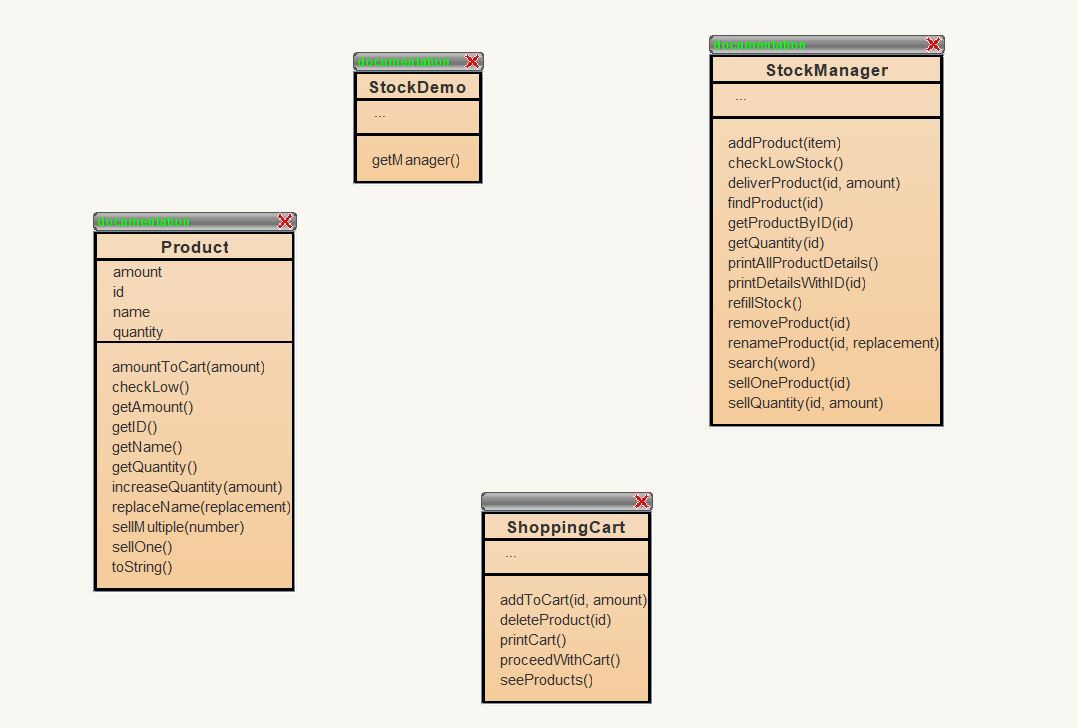 documentation
StockDemo
...
getManager()
documentation
StockManager
...
addProduct(item)
checkLowStock()
deliverProduct(id, amount)
findProduct(id)
getProductByID(id)
getQuantity(id)
printAllProductDetails()
printDetailsWithID(id)
refillStock()
removeProduct(id)
renameProduct(id, replacement)
search(word)
sellOneProduct(id)
sellQuantity(id, amount)
documentation
Product
amount
id
name
quantity
amountToCart(amount)
checkLow()
getAmount()
getID()
getName()
getQuantity()
increaseQuantity(amount)
replaceName(replacement)
sellMultiple(number)
sellOne()
toString()
ShoppingCart
...
addToCart(id, amount)
deleteProduct(id)
printCart()
proceedWithCart()
seeProducts()